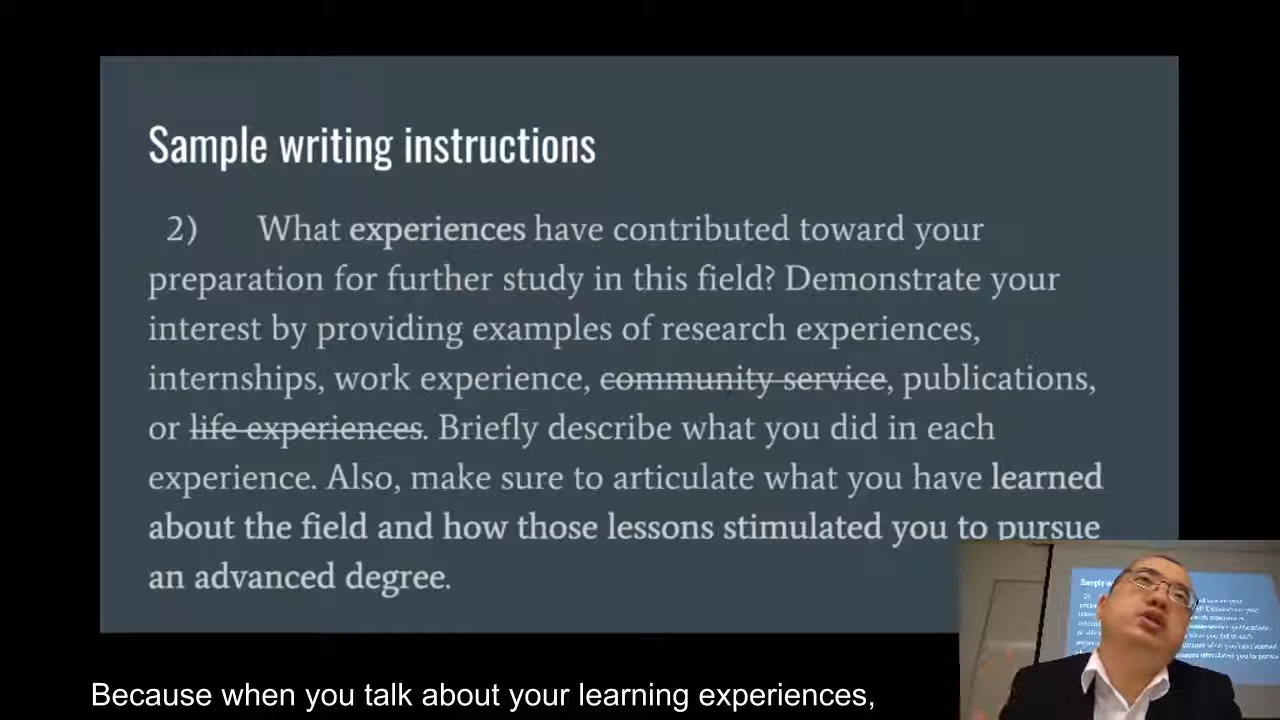 Sample writing instructions
2) What experiences have contributed toward your
preparation for further study in this field? Demonstrate your
interest by providing examples of research experiences,
internships, work experience, community service, publications,
or life experiences. Briefly describe what you did in each
experience. Also, make sure to articulate what you have learned
about the field and how those lessons stimulated you to pursue
an advanced degree.
Because when you talk about your learning experiences,